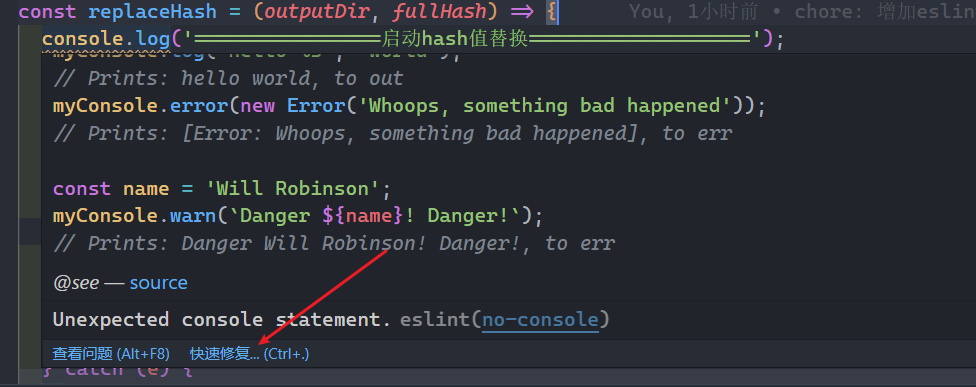 const replaceHash = (outputDir, fullHash) => { You, 1小时前 • chore: 增加eslin
console.log('=================启动hash值替换====================');
myConsole.log('hello %s', 'world');
// Prints: hello world, to out
myConsole.error(new Error('Whoops, something bad happened'));
// Prints: [Error: Whoops, something bad happened], to err
const name = 'Will Robinson';
myConsole.warn(`Danger ${name}! Danger!`);
// Prints: Danger Will Robinson! Danger!, to err
@see — source
Unexpected console statement. eslint(no-console)
查看问题 (Alt+F8) 快速修复... (Ctrl+.)
} catch (e) {